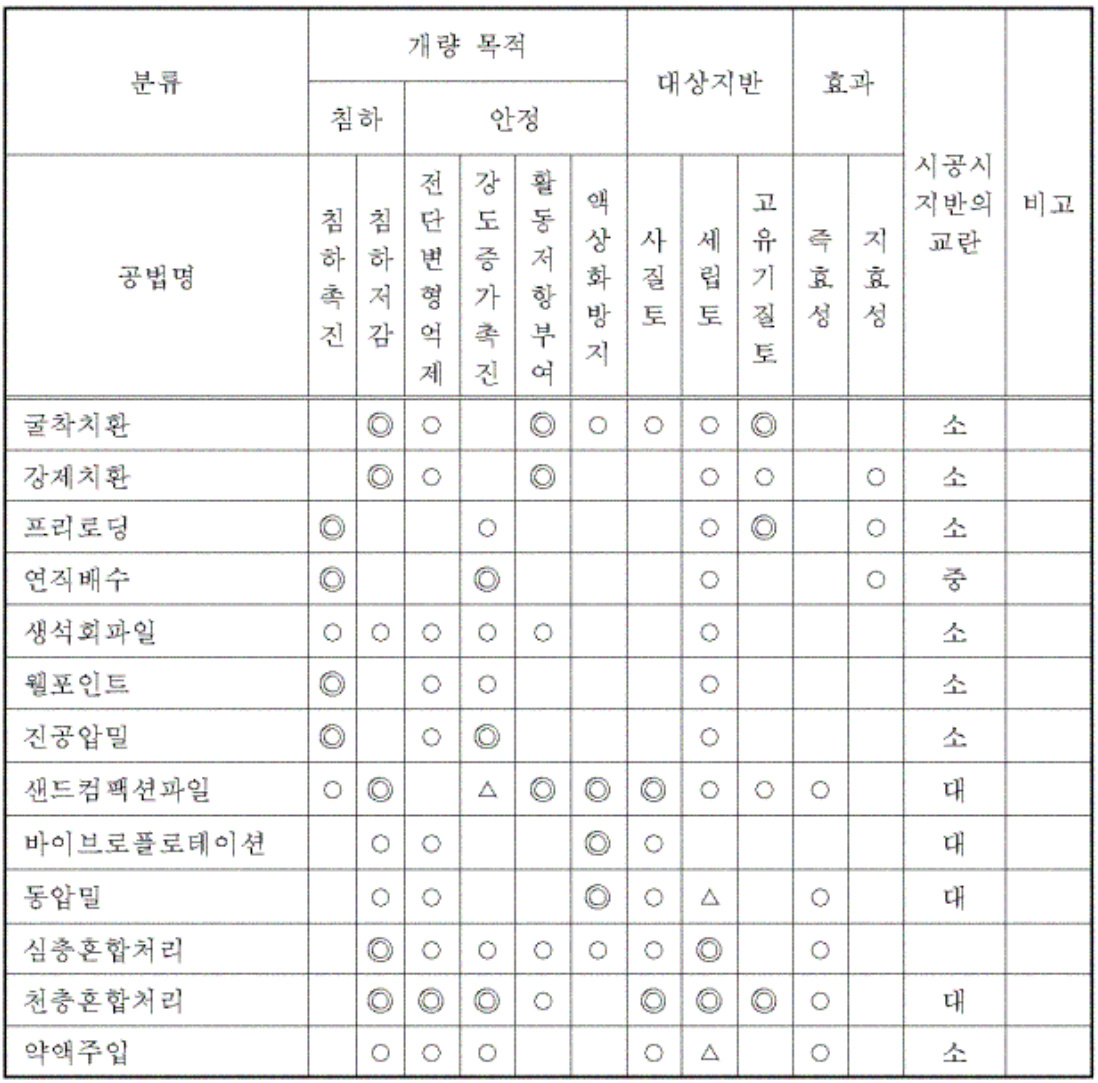 분류 개량 목적 대상지반 효과 시공시 지반의 교란 비고
침하 안정
공법명 침하촉진 침하저감 전단변형억제 강도증가촉진 활동저항부여 액상화방지 사질토 세립토 고유기질토 즉효성 지효성
굴착치환 ◎ ○ ◎ ○ ○ ○ ◎ 소
강제치환 ◎ ○ ◎ ○ ○ ○ 소
프리로딩 ◎ ○ ○ ◎ ○ 소
연직배수 ◎ ◎ ○ ○ 중
생석회파일 ○ ○ ○ ○ ○ ○ 소
웰포인트 ◎ ○ ○ ○ 소
진공압밀 ◎ ○ ◎ ○ 소
샌드컴팩션파일 ○ ◎ △ ◎ ◎ ◎ ○ ○ ○ 대
바이브로플로테이션 ○ ○ ◎ ○ 대
동압밀 ○ ○ ◎ ○ △ ○ 대
심층혼합처리 ◎ ○ ○ ○ ○ ○ ◎ ○
천층혼합처리 ◎ ◎ ◎ ○ ◎ ◎ ◎ ○ 대
약액주입 ○ ○ ○ ○ △ ○ 소